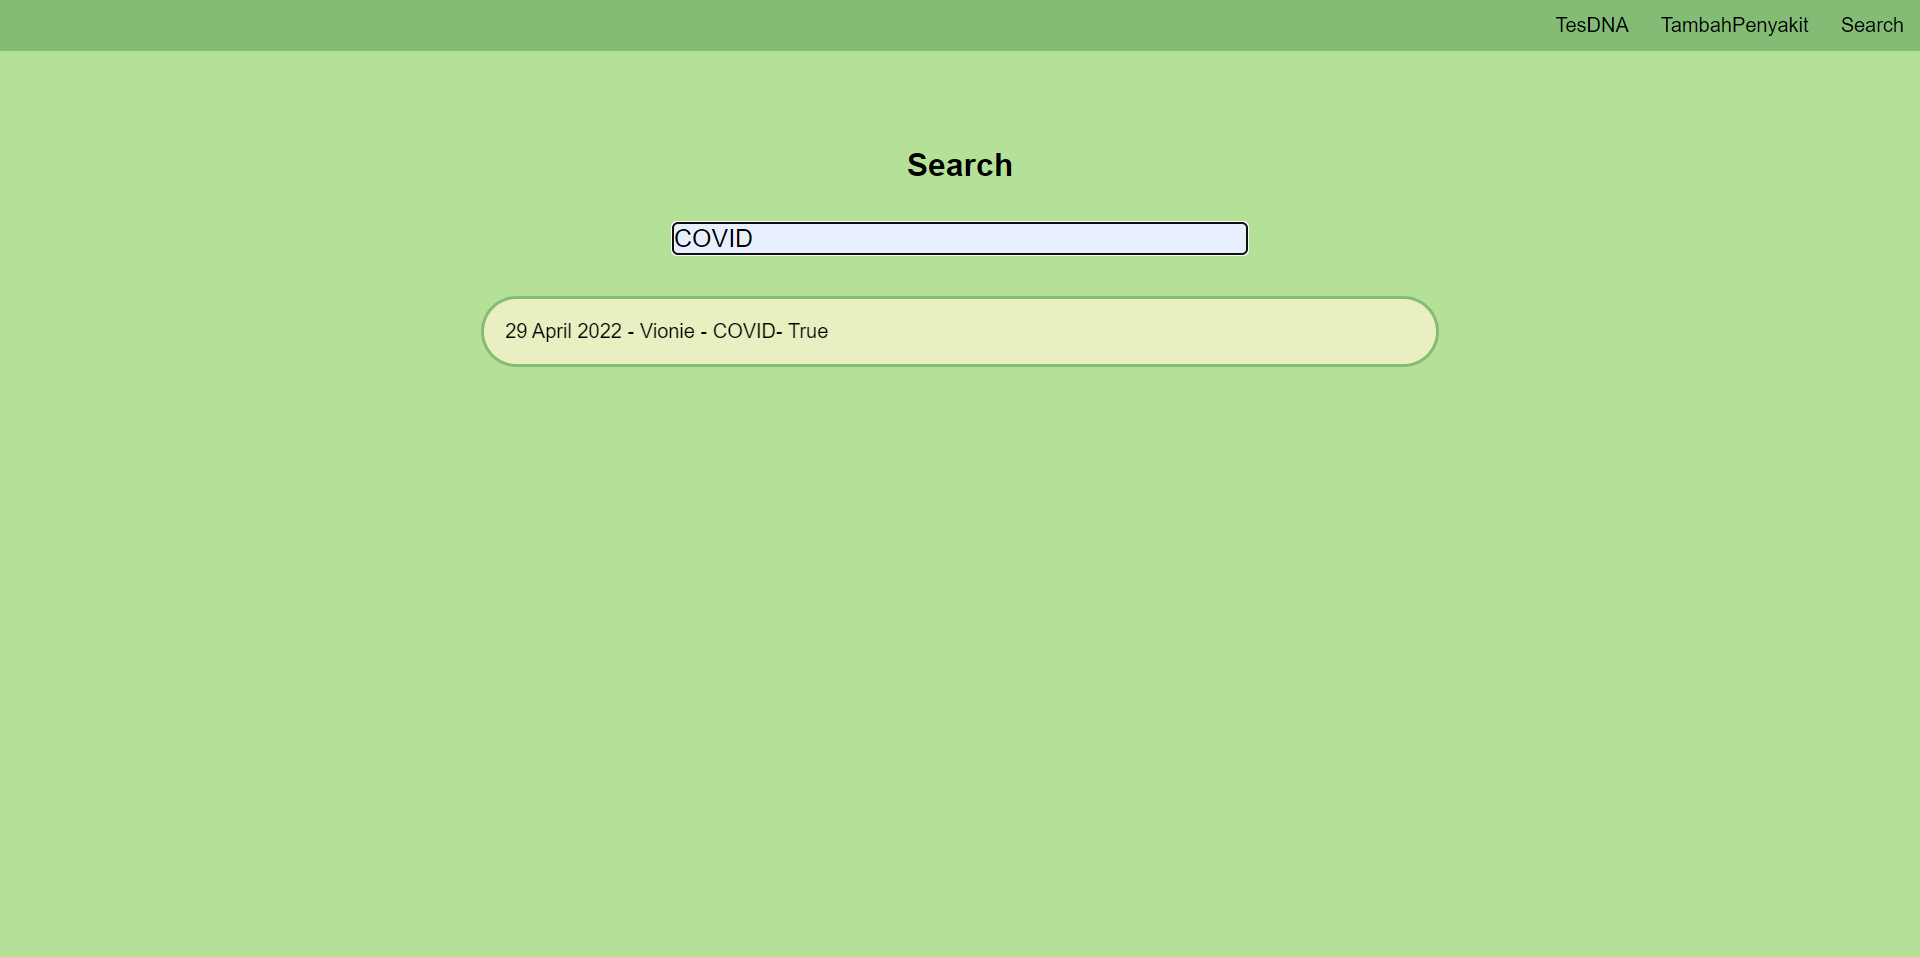 TesDNA TambahPenyakit Search
Search
COVID
29 April 2022 - Vionie - COVID- True